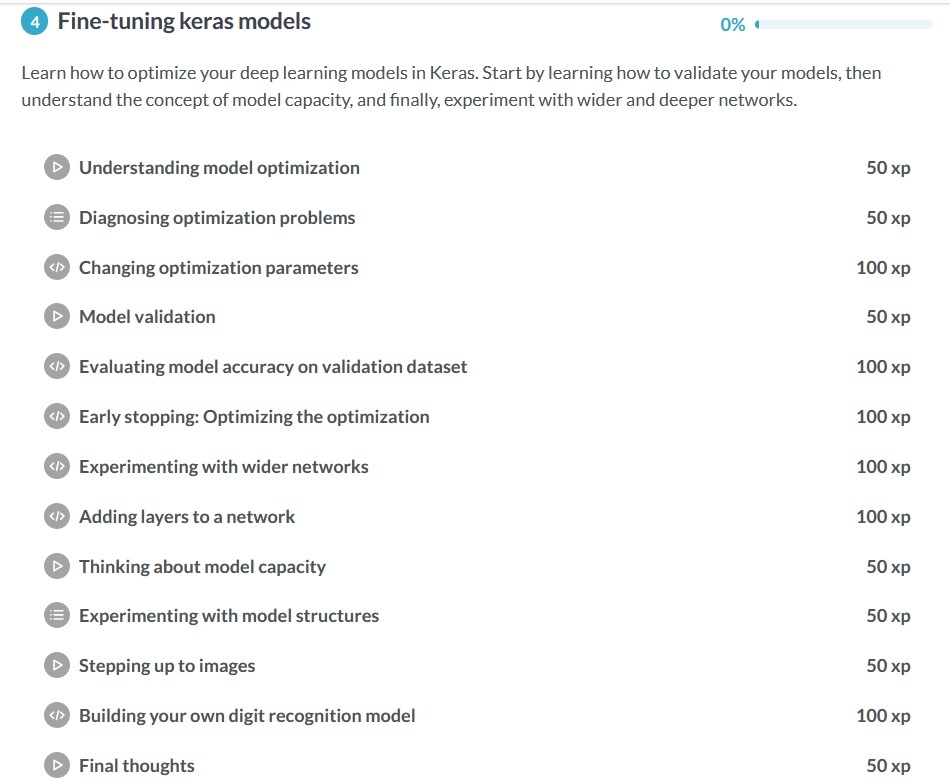 4 Fine-tuning keras models 0%
Learn how to optimize your deep learning models in Keras. Start by learning how to validate your models, then
understand the concept of model capacity, and finally, experiment with wider and deeper networks.
Understanding model optimization 50 xp
Diagnosing optimization problems 50 xp
</> Changing optimization parameters 100 xp
Model validation 50 xp
</> Evaluating model accuracy on validation dataset 100 xp
</> Early stopping: Optimizing the optimization 100 xp
</> Experimenting with wider networks 100 xp
</> Adding layers to a network 100 xp
Thinking about model capacity 50 xp
Experimenting with model structures 50 xp
Stepping up to images 50 xp
</> Building your own digit recognition model 100 xp
Final thoughts 50 xp